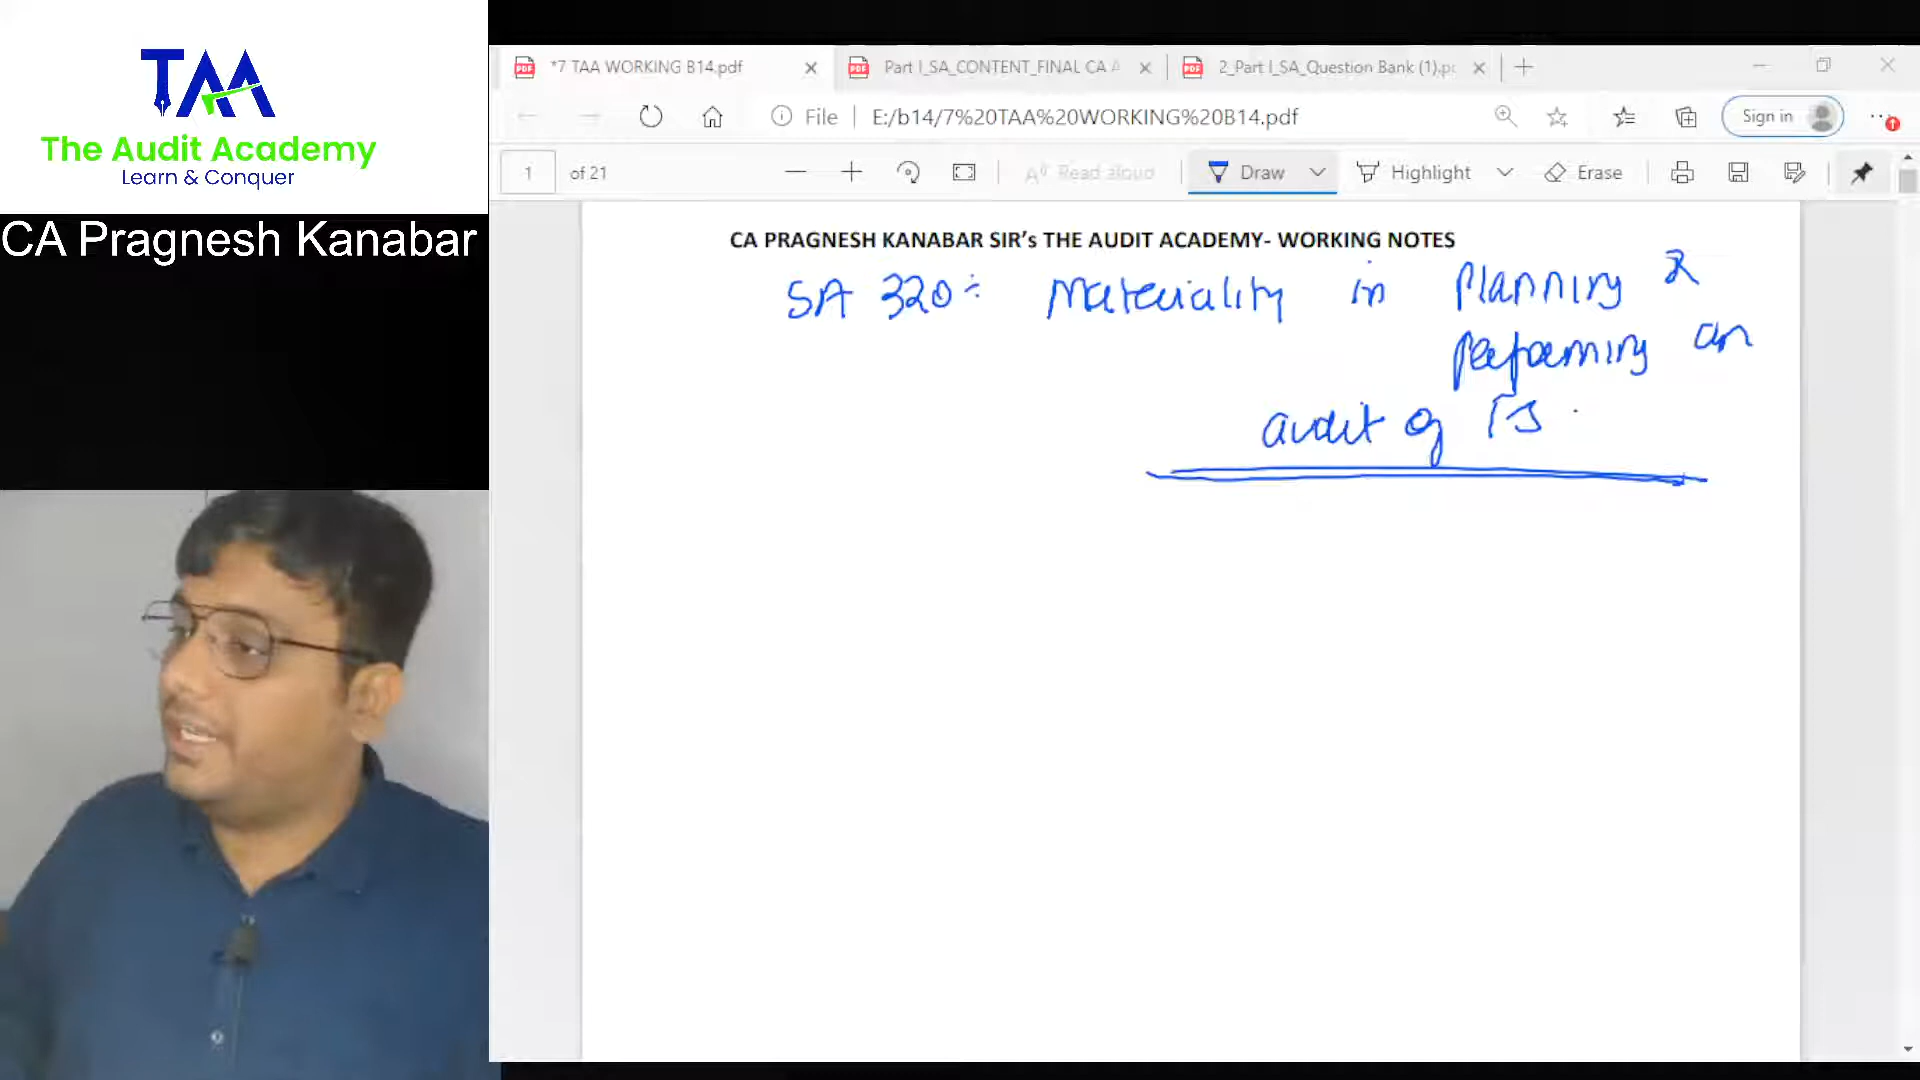 TAA
The Audit Academy
Learn & Conquer
CA Pragnesh Kanabar
*7 TAA WORKING B14.pdf
Part I_SA_CONTENT_FINAL CA A
2_Part I_SA_Question Bank (1).pd
File
E:/b14/7%20TAA%20WORKING%20B14.pdf
Sign in
1 of 21
Read aloud
Draw
Highlight
Erase
CA PRAGNESH KANABAR SIR's THE AUDIT ACADEMY- WORKING NOTES
SA 320 :- Materiality in Planning &
performing an
audit of FS.